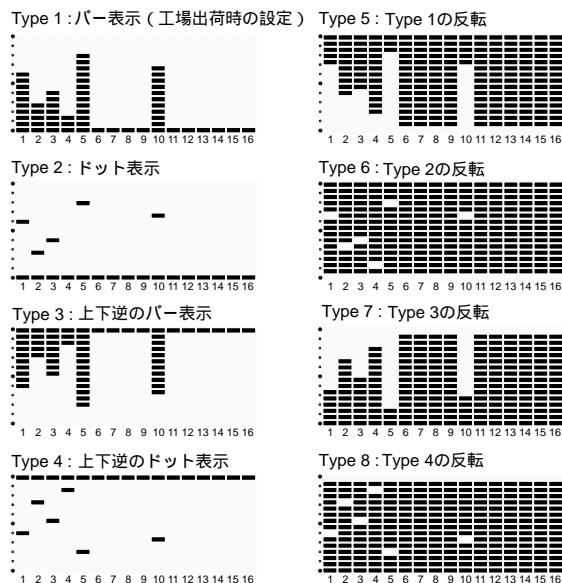 Type 1 : バー表示 ( 工場出荷時の設定 )
1 2 3 4 5 6 7 8 9 10 11 12 13 14 15 16
Type 2 : ドット表示
1 2 3 4 5 6 7 8 9 10 11 12 13 14 15 16
Type 3 : 上下逆のバー表示
1 2 3 4 5 6 7 8 9 10 11 12 13 14 15 16
Type 4 : 上下逆のドット表示
1 2 3 4 5 6 7 8 9 10 11 12 13 14 15 16
Type 5 : Type 1の反転
1 2 3 4 5 6 7 8 9 10 11 12 13 14 15 16
Type 6 : Type 2の反転
1 2 3 4 5 6 7 8 9 10 11 12 13 14 15 16
Type 7 : Type 3の反転
1 2 3 4 5 6 7 8 9 10 11 12 13 14 15 16
Type 8 : Type 4の反転
1 2 3 4 5 6 7 8 9 10 11 12 13 14 15 16